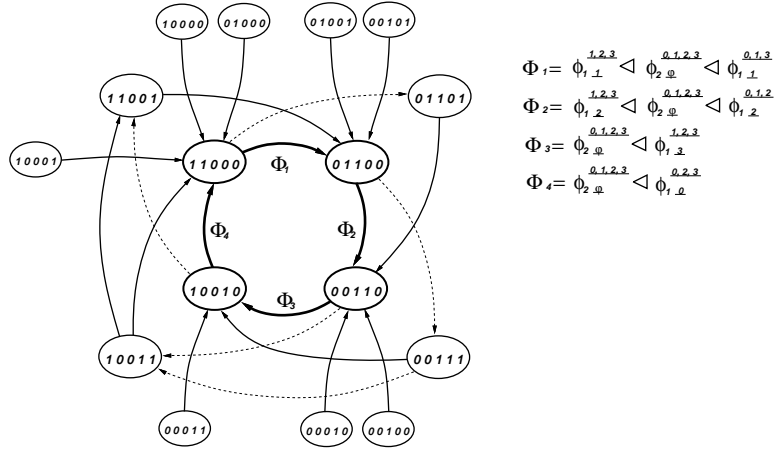 10000 01000 01001 00101
11001 01101
10001 11000 01100
Φ1
Φ4 Φ2
10010 Φ3 00110
10011 00111
00011 00010 00100
Φ1= ϕ1 1 1,2,3 ◁ ϕ2 φ 0,1,2,3 ◁ ϕ1 1 0,1,3
Φ2= ϕ1 2 1,2,3 ◁ ϕ2 φ 0,1,2,3 ◁ ϕ1 2 0,1,2
Φ3= ϕ2 φ 0,1,2,3 ◁ ϕ1 3 1,2,3
Φ4= ϕ2 φ 0,1,2,3 ◁ ϕ1 0 0,2,3